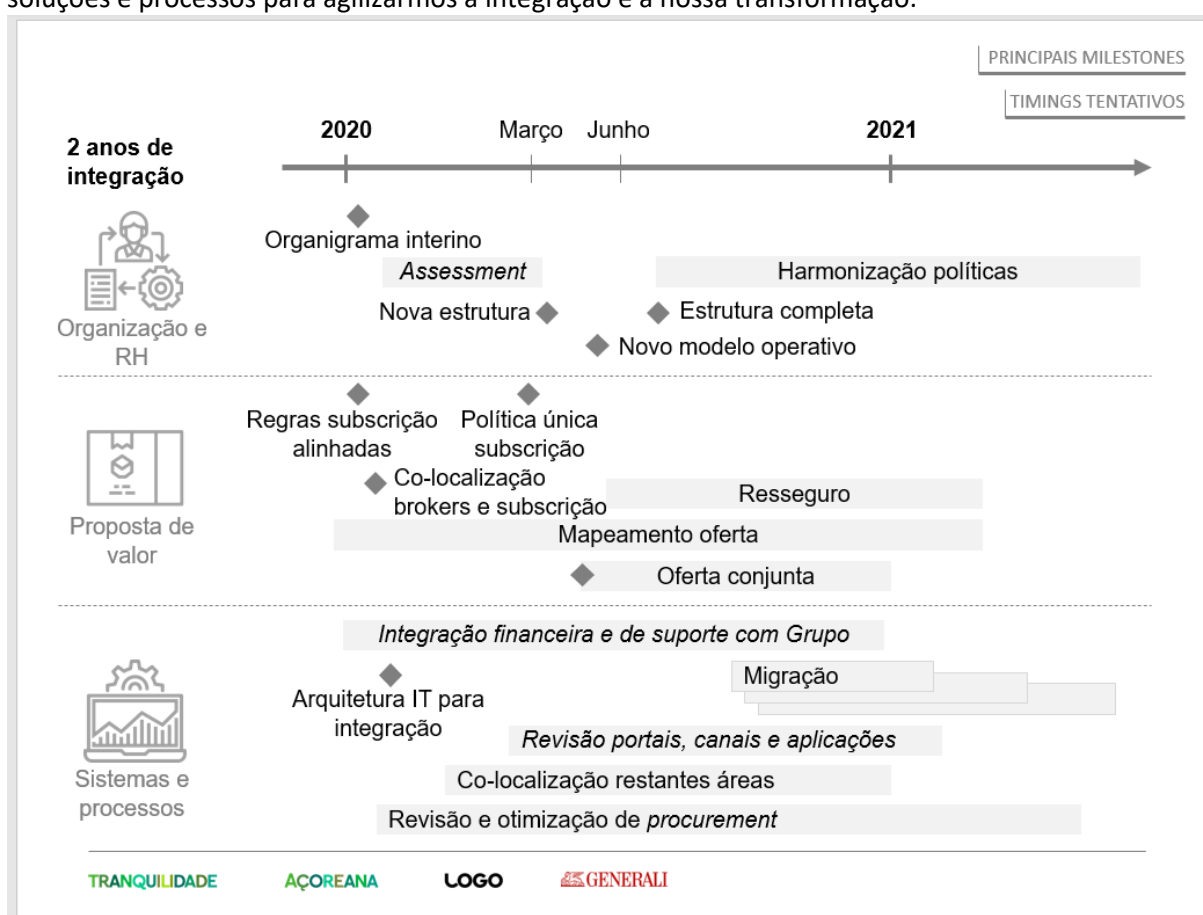 soluções e processos para agilizarmos a integração e a nossa transformação.
PRINCIPAIS MILESTONES
TIMINGS TENTATIVOS
2 anos de
integração
2020
Março
Junho
2021
Organização e
RH
Organigrama interino
Assessment
Harmonização políticas
Nova estrutura
Estrutura completa
Novo modelo operativo
Proposta de
valor
Regras subscrição
alinhadas
Política única
subscrição
Co-localização
brokers e subscrição
Resseguro
Mapeamento oferta
Oferta conjunta
Sistemas e
processos
Integração financeira e de suporte com Grupo
Arquitetura IT para
integração
Migração
Revisão portais, canais e aplicações
Co-localização restantes áreas
Revisão e otimização de procurement
TRANQUILIDADE
AÇOREANA
LOGO
GENERALI